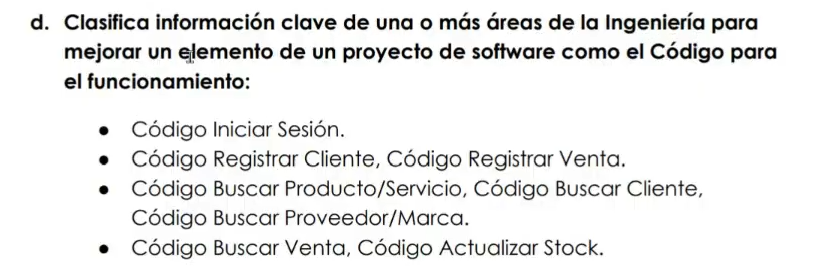 d. Clasifica información clave de una o más áreas de la Ingeniería para
mejorar un elemento de un proyecto de software como el Código para
el funcionamiento:
• Código Iniciar Sesión.
• Código Registrar Cliente, Código Registrar Venta.
• Código Buscar Producto/Servicio, Código Buscar Cliente,
Código Buscar Proveedor/Marca.
• Código Buscar Venta, Código Actualizar Stock.